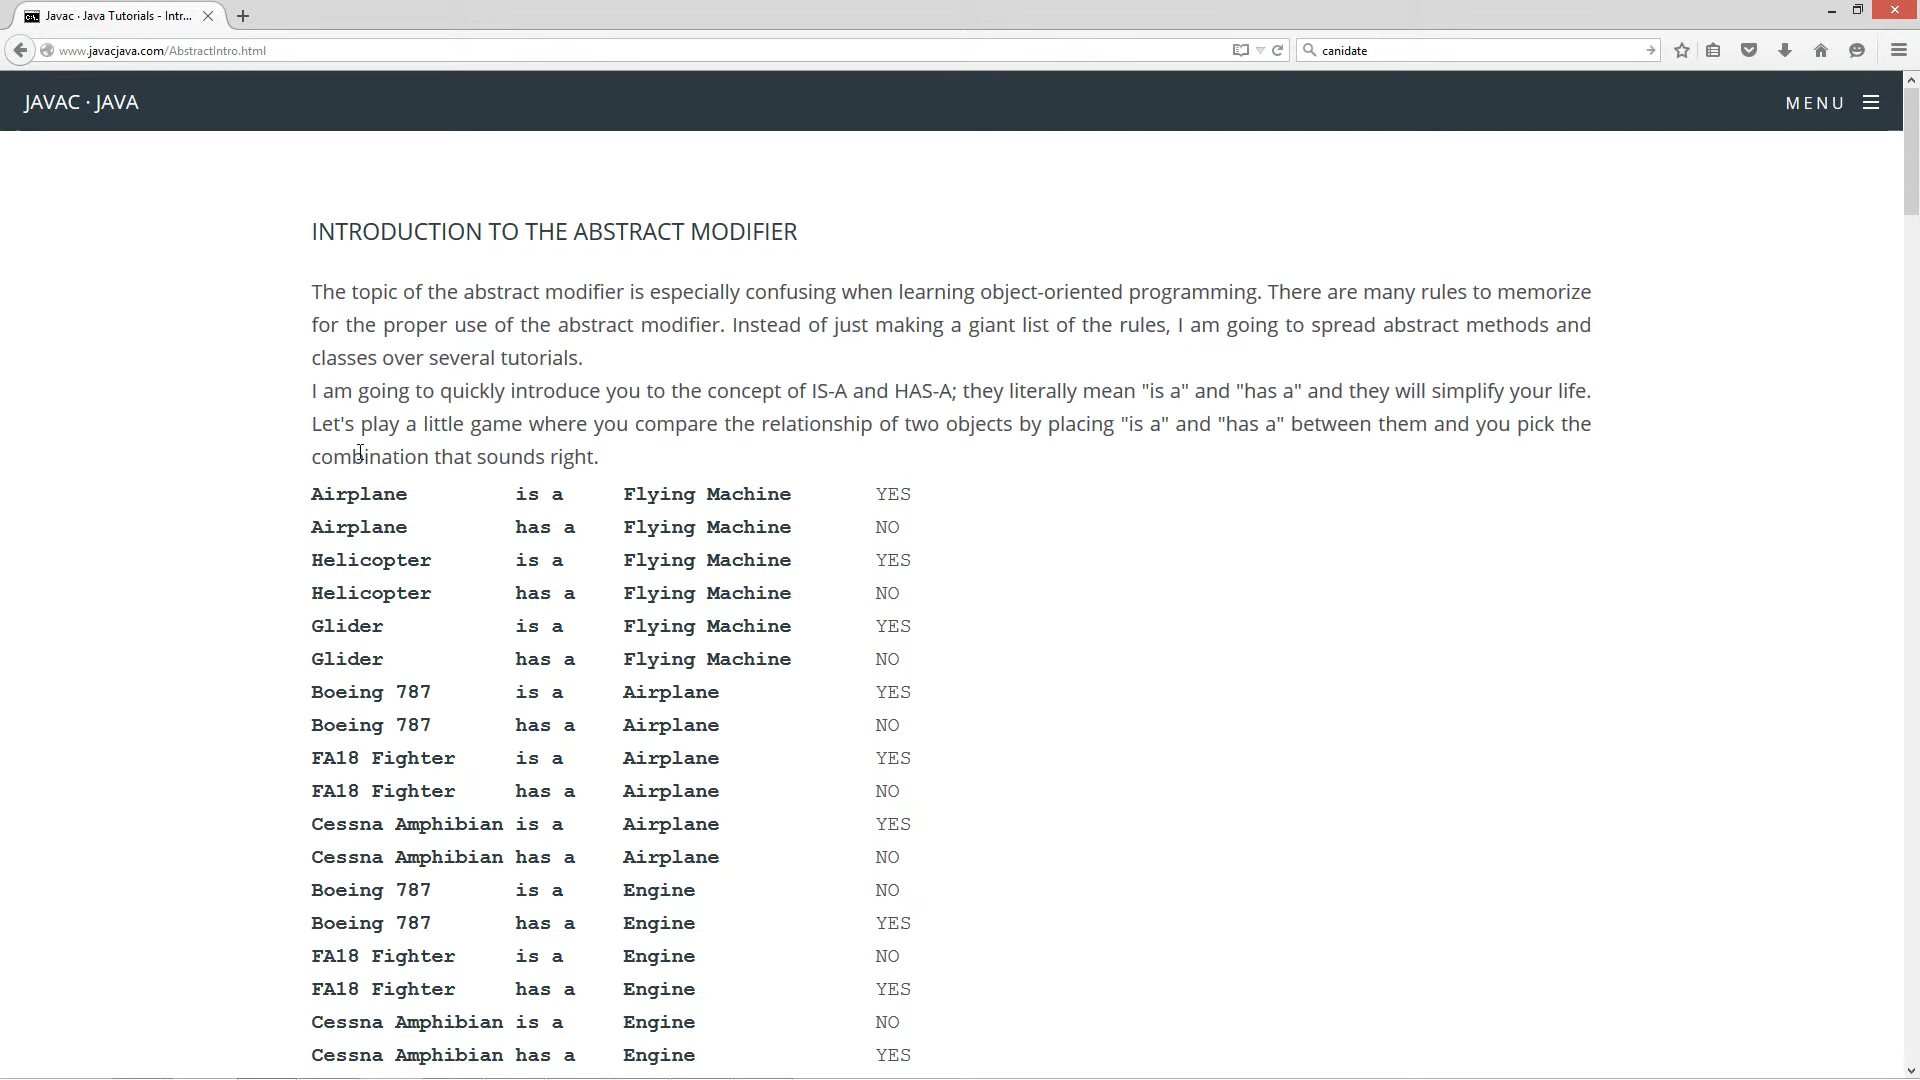 Javac · Java Tutorials - Intr...
www.javacjava.com/AbstractIntro.html
canidate
JAVAC · JAVA
MENU
INTRODUCTION TO THE ABSTRACT MODIFIER
The topic of the abstract modifier is especially confusing when learning object-oriented programming. There are many rules to memorize
for the proper use of the abstract modifier. Instead of just making a giant list of the rules, I am going to spread abstract methods and
classes over several tutorials.
I am going to quickly introduce you to the concept of IS-A and HAS-A; they literally mean "is a" and "has a" and they will simplify your life.
Let's play a little game where you compare the relationship of two objects by placing "is a" and "has a" between them and you pick the
combination that sounds right.
Airplane is a Flying Machine YES
Airplane has a Flying Machine NO
Helicopter is a Flying Machine YES
Helicopter has a Flying Machine NO
Glider is a Flying Machine YES
Glider has a Flying Machine NO
Boeing 787 is a Airplane YES
Boeing 787 has a Airplane NO
FA18 Fighter is a Airplane YES
FA18 Fighter has a Airplane NO
Cessna Amphibian is a Airplane YES
Cessna Amphibian has a Airplane NO
Boeing 787 is a Engine NO
Boeing 787 has a Engine YES
FA18 Fighter is a Engine NO
FA18 Fighter has a Engine YES
Cessna Amphibian is a Engine NO
Cessna Amphibian has a Engine YES